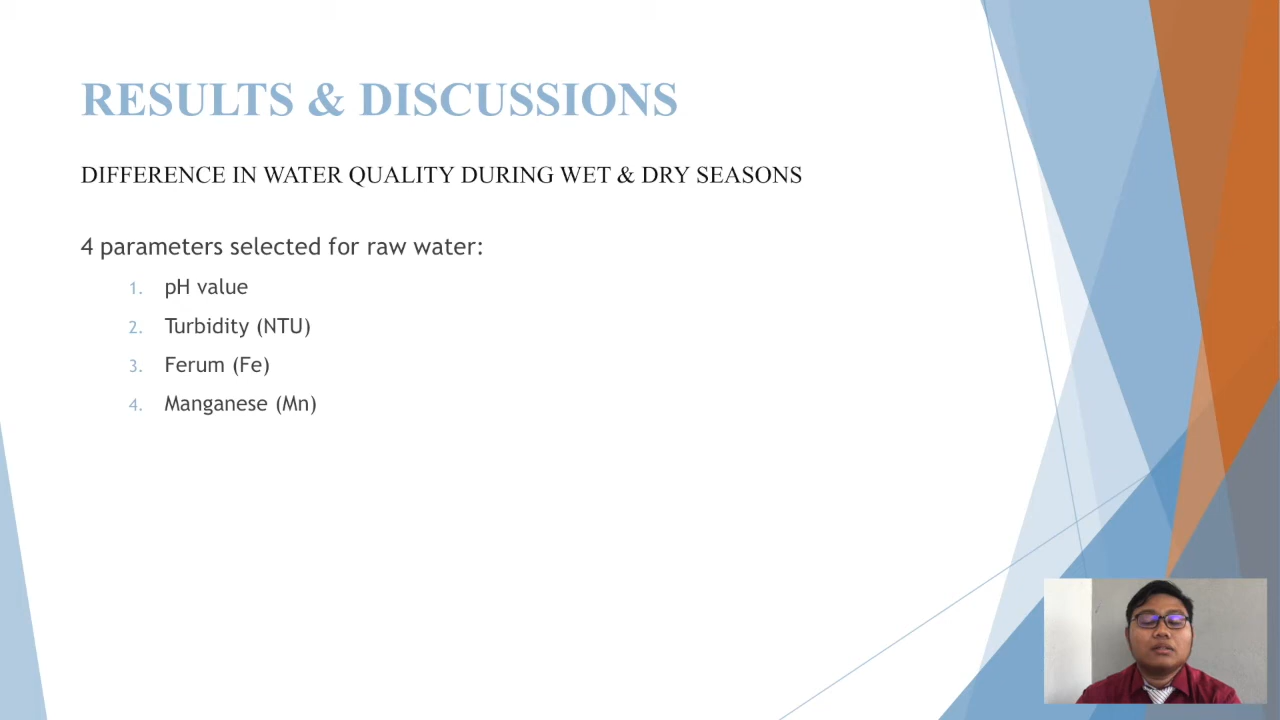 RESULTS & DISCUSSIONS
DIFFERENCE IN WATER QUALITY DURING WET & DRY SEASONS
4 parameters selected for raw water:
1. pH value
2. Turbidity (NTU)
3. Ferum (Fe)
4. Manganese (Mn)